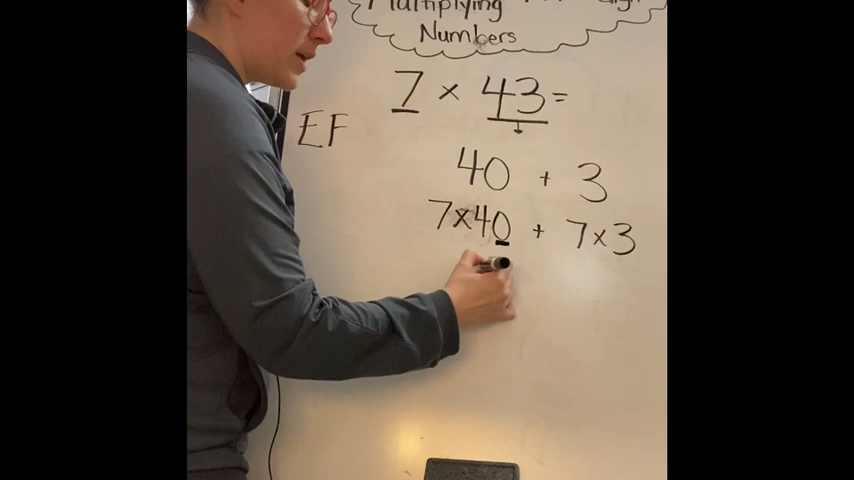 Multiplying
Numbers
7 × 43 =
EF
40 + 3
7×40 + 7×3